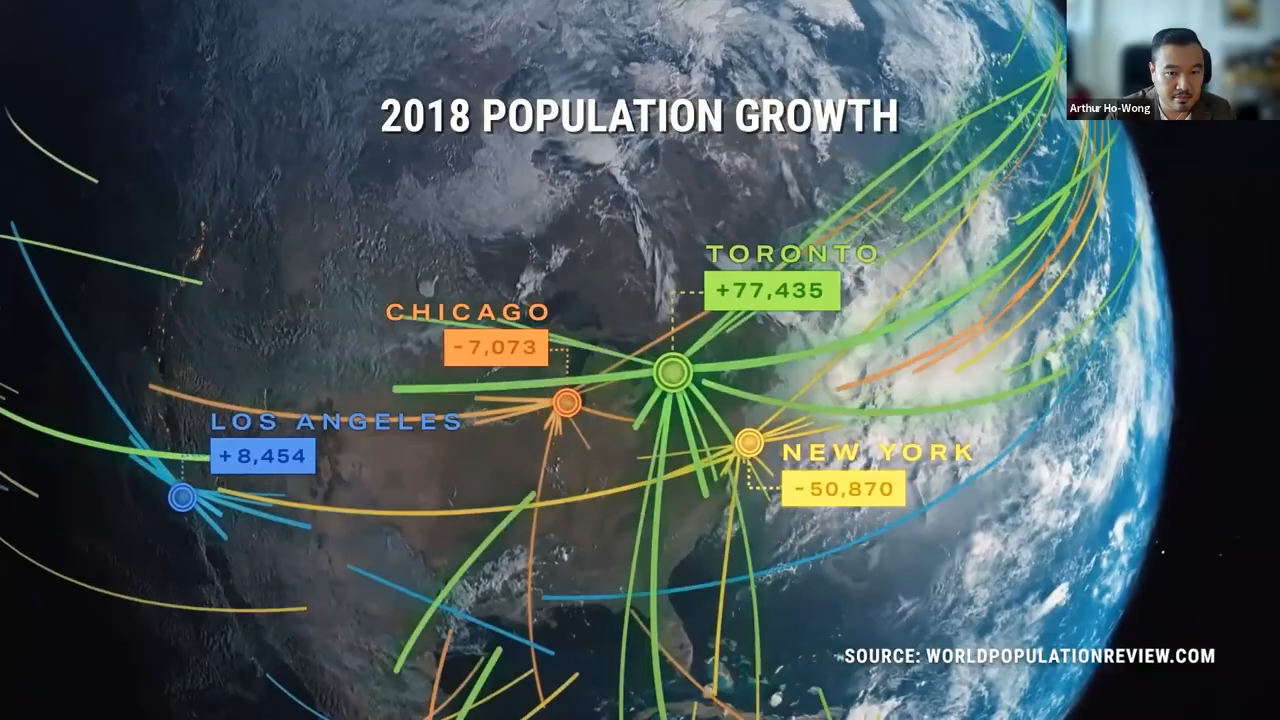 Arthur Ho-Wong
2018 POPULATION GROWTH
TORONTO
+77,435
CHICAGO
-7,073
LOS ANGELES
+8,454
NEW YORK
-50,870
SOURCE: WORLDPOPULATIONREVIEW.COM